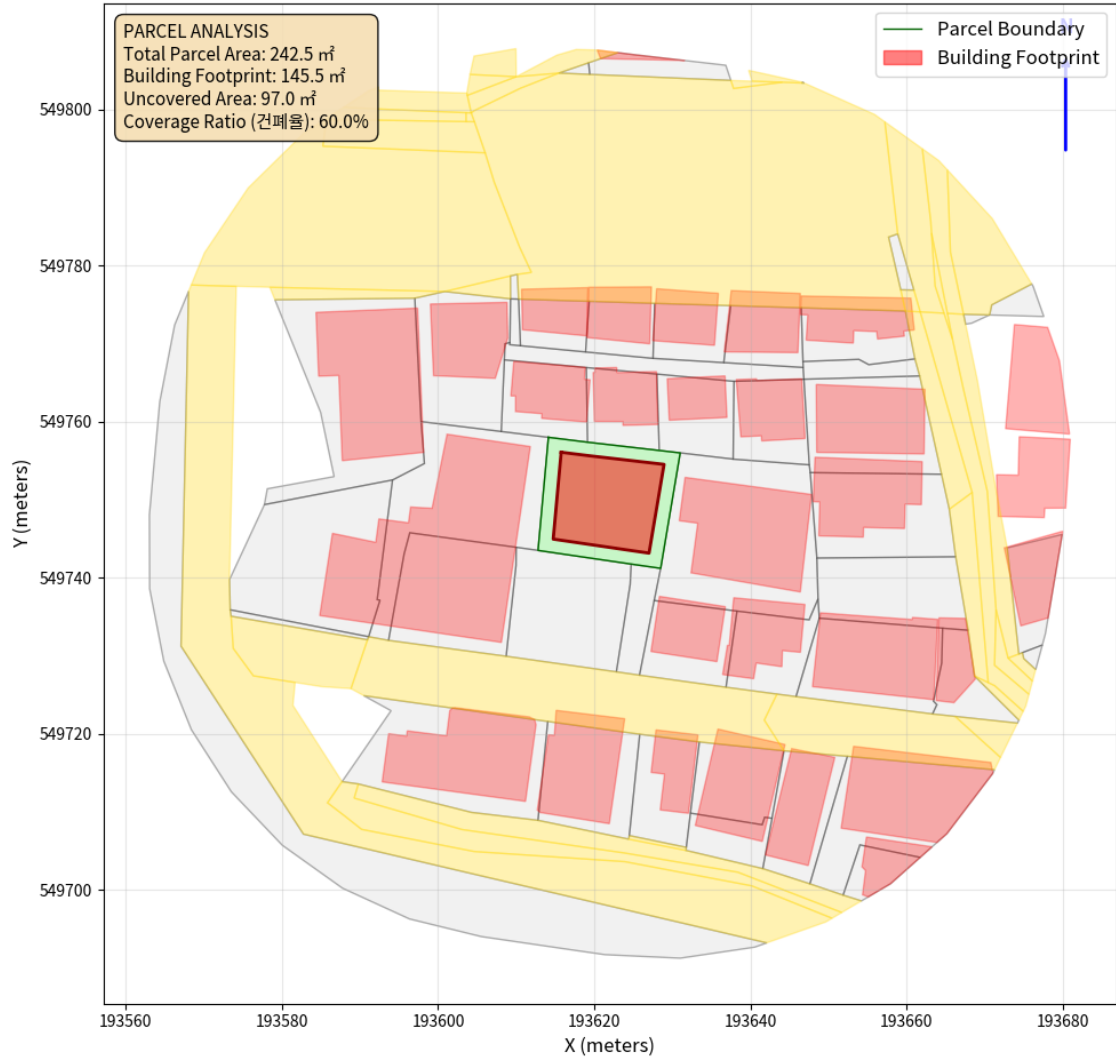 PARCEL ANALYSIS
Total Parcel Area: 242.5 ㎡
Building Footprint: 145.5 ㎡
Uncovered Area: 97.0 ㎡
Coverage Ratio (건폐율): 60.0%
Parcel Boundary
Building Footprint
N
549800
549780
549760
549740
549720
549700
Y (meters)
193560
193580
193600
193620
193640
193660
193680
X (meters)